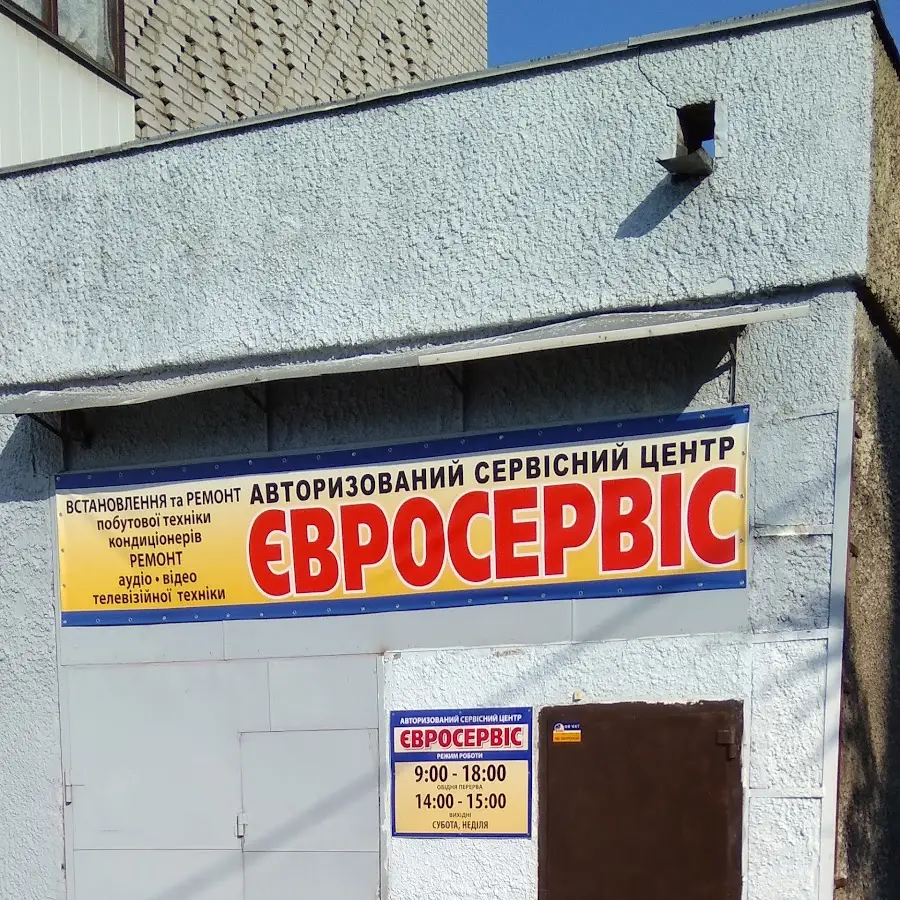 ВСТАНОВЛЕННЯ та РЕМОНТ
побутової техніки
кондиціонерів
РЕМОНТ
аудіо • відео
телевізійної техніки
АВТОРИЗОВАНИЙ СЕРВІСНИЙ ЦЕНТР
ЄВРОСЕРВІС
АВТОРИЗОВАНИЙ СЕРВІСНИЙ ЦЕНТР
ЄВРОСЕРВІС
РЕЖИМ РОБОТИ
9:00 - 18:00
ОБІДНЯ ПЕРЕРВА
14:00 - 15:00
ВИХІДНІ
СУБОТА, НЕДІЛЯ